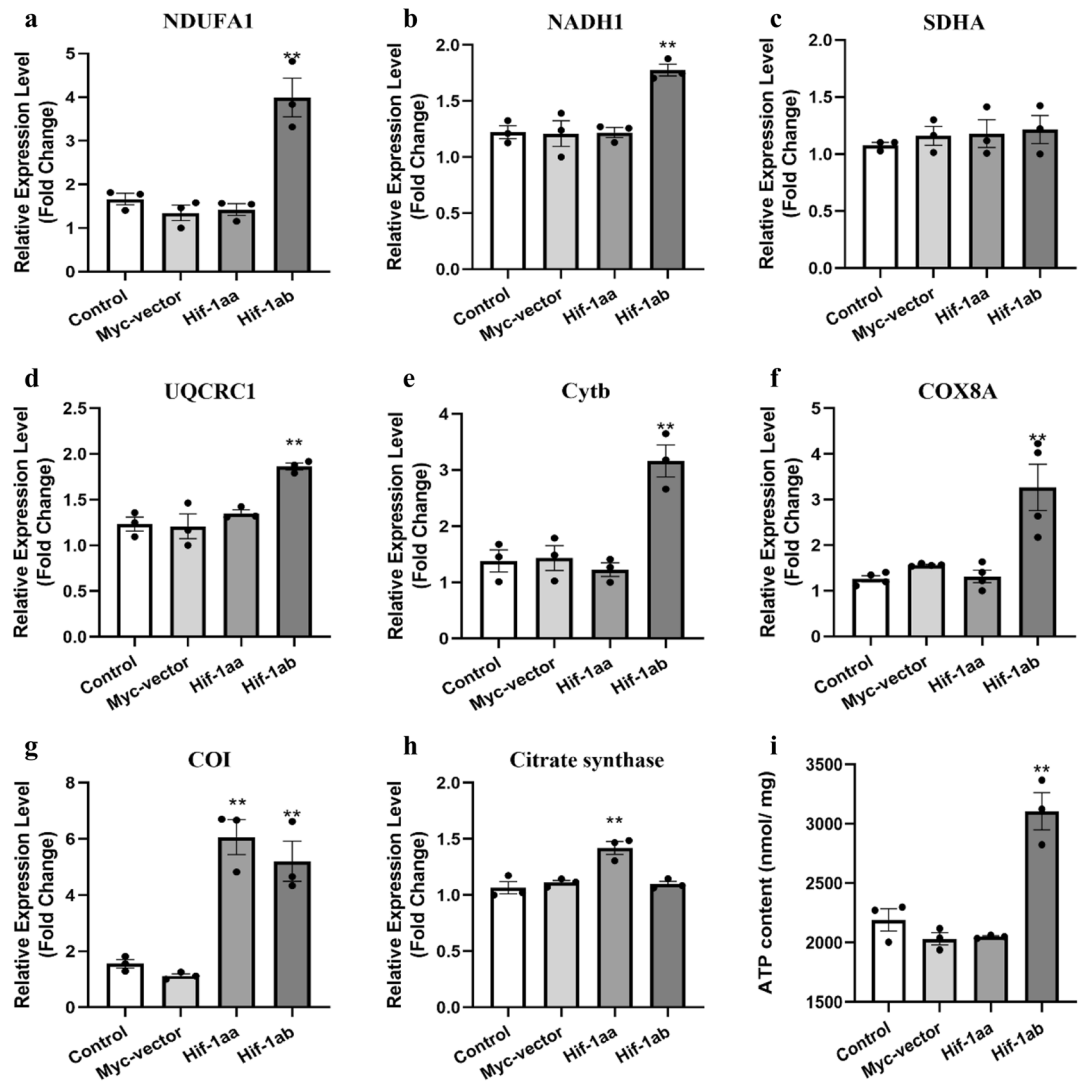 a
NDUFA1
Relative Expression Level
(Fold Change)
5
4
3
2
1
0
Control
Myc-vector
Hif-1aa
Hif-1ab
**
b
NADH1
Relative Expression Level
(Fold Change)
2.0
1.5
1.0
0.5
0.0
Control
Myc-vector
Hif-1aa
Hif-1ab
**
c
SDHA
Relative Expression Level
(Fold Change)
2.0
1.5
1.0
0.5
0.0
Control
Myc-vector
Hif-1aa
Hif-1ab
d
UQCRC1
Relative Expression Level
(Fold Change)
2.5
2.0
1.5
1.0
0.5
0.0
Control
Myc-vector
Hif-1aa
Hif-1ab
**
e
Cytb
Relative Expression Level
(Fold Change)
4
3
2
1
0
Control
Myc-vector
Hif-1aa
Hif-1ab
**
f
COX8A
Relative Expression Level
(Fold Change)
5
4
3
2
1
0
Control
Myc-vector
Hif-1aa
Hif-1ab
**
g
COI
Relative Expression Level
(Fold Change)
8
6
4
2
0
Control
Myc-vector
Hif-1aa
Hif-1ab
**
**
h
Citrate synthase
Relative Expression Level
(Fold Change)
2.0
1.5
1.0
0.5
0.0
Control
Myc-vector
Hif-1aa
Hif-1ab
**
i
ATP content (nmol/ mg)
3500
3000
2500
2000
1500
Control
Myc-vector
Hif-1aa
Hif-1ab
**